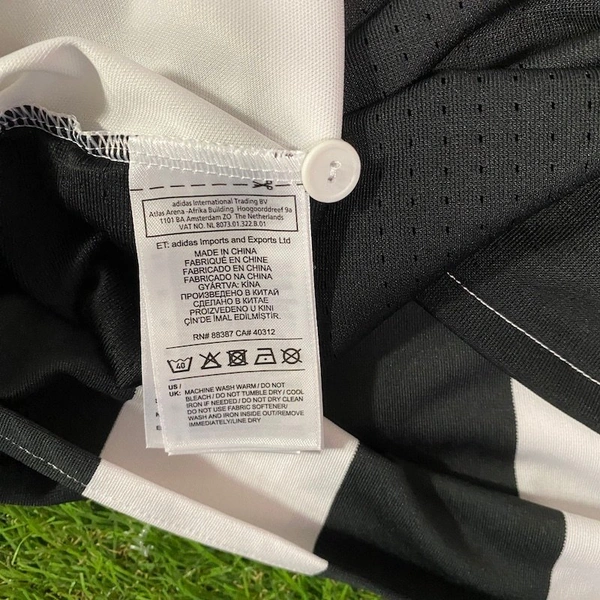 adidas International Trading BV
Atlas Arena -Afrika Building. Hoogoorddreef 9a
1101 BA Amsterdam ZO The Netherlands
VAT NO. NL 8073.01.322.B.01
ET: adidas Imports and Exports Ltd
MADE IN CHINA
FABRIQUÉ EN CHINE
FABRICADO EN CHINA
FABRICADO NA CHINA
GYÁRTVA: KÍNA
ПРОИЗВЕДЕНО В КИТАЙ
СДЕЛАНО В КИТАЕ
PROIZVEDENO U KINI
ÇİN'DE İMAL EDİLMİŞTİR.
RN# 88387 CA# 40312
40
US /
UK: MACHINE WASH WARM / DO NOT
BLEACH / DO NOT TUMBLE DRY / COOL
IRON IF NEEDED / DO NOT DRY CLEAN
DO NOT USE FABRIC SOFTENER/
WASH AND IRON INSIDE OUT/REMOVE
IMMEDIATELY/LINE DRY